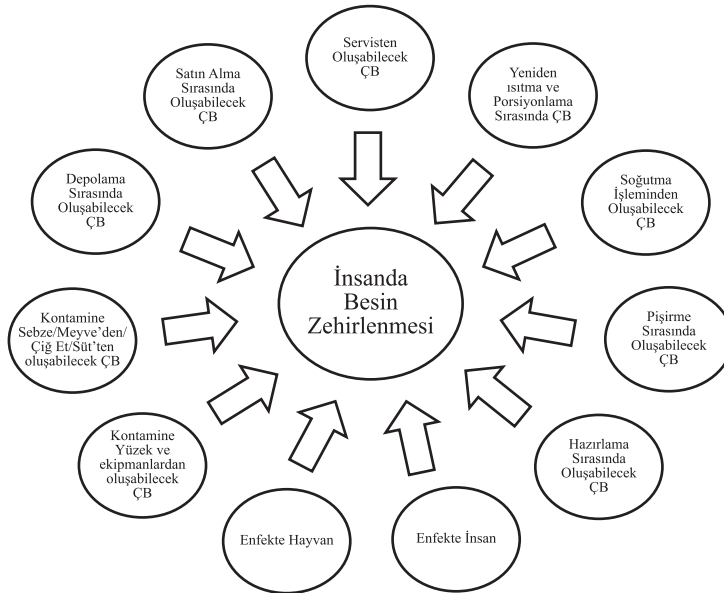 Servisten
Oluşabilecek
ÇB
Yeniden
ısıtma ve
Porsiyonlama
Sırasında ÇB
Soğutma
İşleminden
Oluşabilecek
ÇB
Pişirme
Sırasında
Oluşabilecek
ÇB
Hazırlama
Sırasında
Oluşabilecek
ÇB
Enfekte İnsan
Enfekte Hayvan
Kontamine
Yüzek ve
ekipmanlardan
oluşabilecek
ÇB
Kontamine
Sebze/Meyve’den/
Çiğ Et/Süt’ten
oluşabilecek ÇB
Depolama
Sırasında
Oluşabilecek
ÇB
Satın Alma
Sırasında
Oluşabilecek
ÇB
İnsanda
Besin
Zehirlenmesi